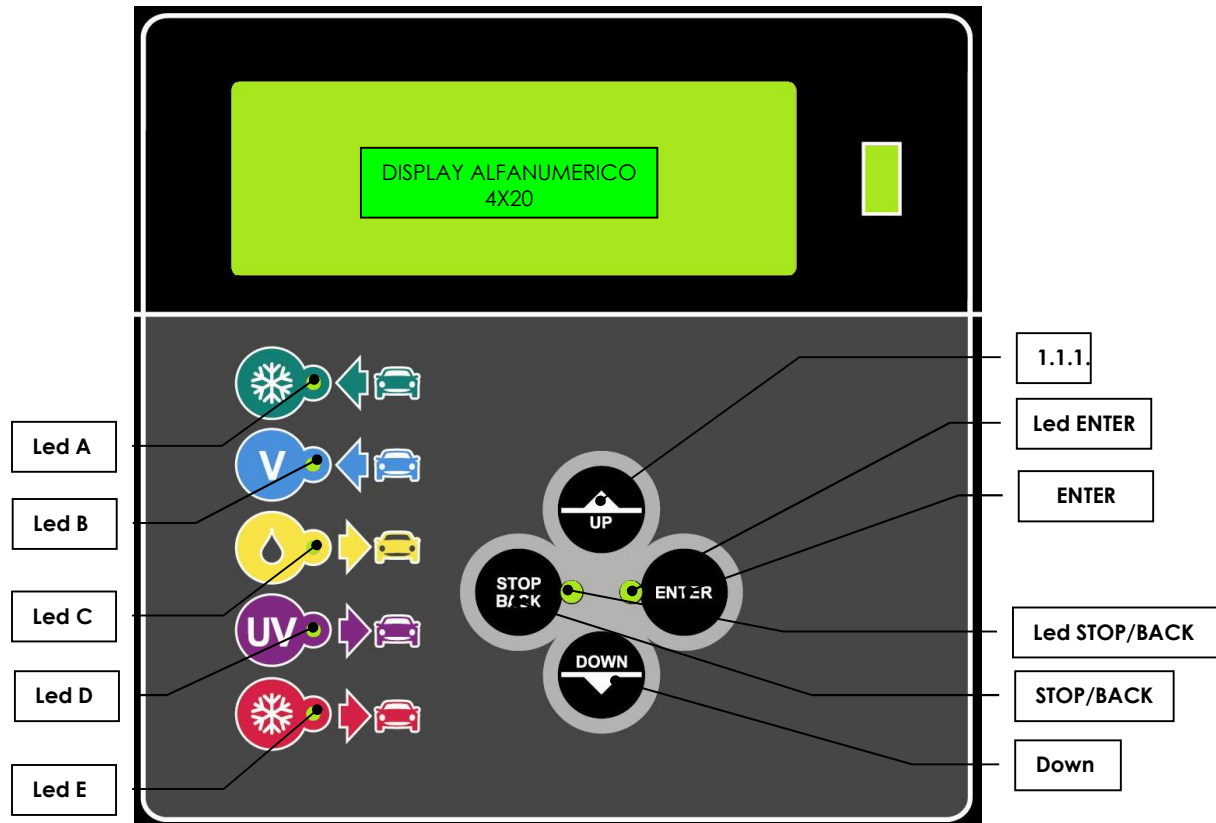 DISPLAY ALFANUMERICO
4X20
1.1.1.
Led ENTER
ENTER
Led A
V
Led B
UP
STOP
BACK
ENTER
Led C
UV
DOWN
Led STOP/BACK
Led D
STOP/BACK
Down
Led E